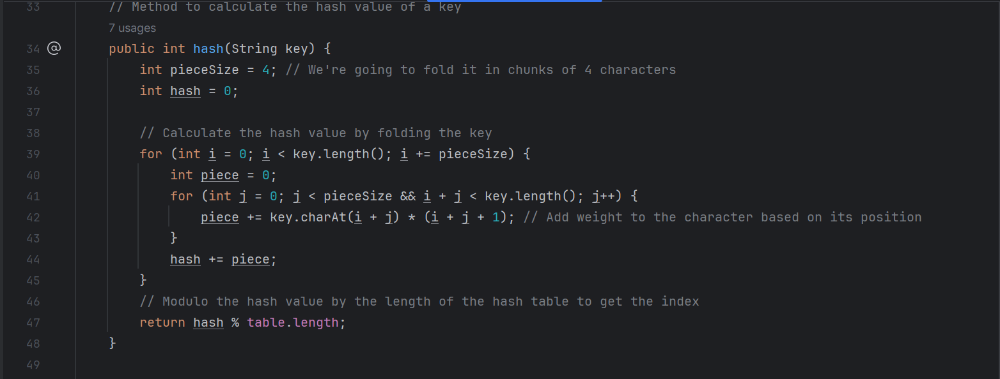 33 // Method to calculate the hash value of a key
7 usages
34 @ public int hash(String key) {
35 int pieceSize = 4; // We're going to fold it in chunks of 4 characters
36 int hash = 0;
37
38 // Calculate the hash value by folding the key
39 for (int i = 0; i < key.length(); i += pieceSize) {
40 int piece = 0;
41 for (int j = 0; j < pieceSize && i + j < key.length(); j++) {
42 piece += key.charAt(i + j) * (i + j + 1); // Add weight to the character based on its position
43 }
44 hash += piece;
45 }
46 // Modulo the hash value by the length of the hash table to get the index
47 return hash % table.length;
48 }
49